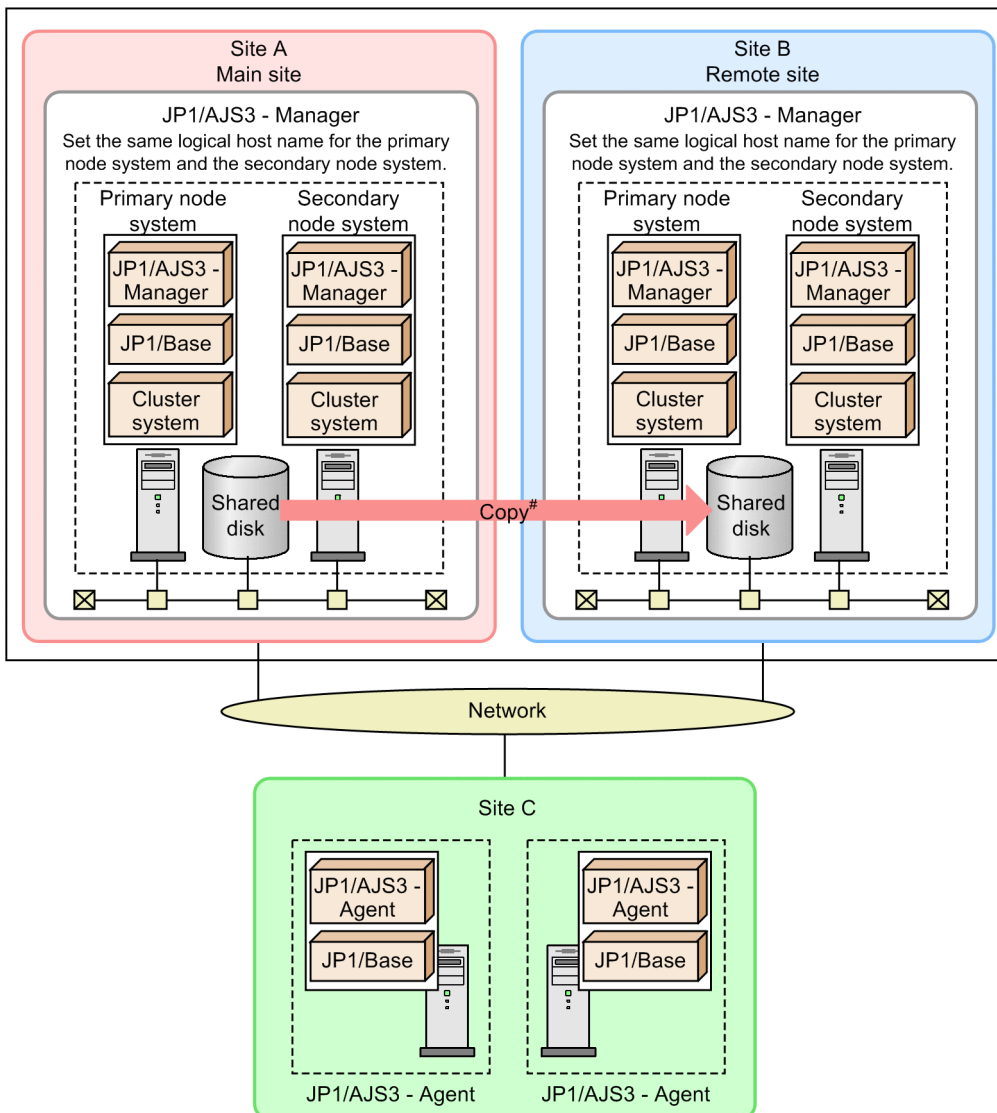 Site A
Main site
JP1/AJS3 - Manager
Set the same logical host name for the primary
node system and the secondary node system.
Primary node
system
Secondary
node system
JP1/AJS3 -
Manager
JP1/Base
Cluster
system
JP1/AJS3 -
Manager
JP1/Base
Cluster
system
Shared
disk
Copy#
Site B
Remote site
JP1/AJS3 - Manager
Set the same logical host name for the primary
node system and the secondary node system.
Primary node
system
Secondary
node system
JP1/AJS3 -
Manager
JP1/Base
Cluster
system
JP1/AJS3 -
Manager
JP1/Base
Cluster
system
Shared
disk
Network
Site C
JP1/AJS3 -
Agent
JP1/Base
JP1/AJS3 - Agent
JP1/AJS3 -
Agent
JP1/Base
JP1/AJS3 - Agent